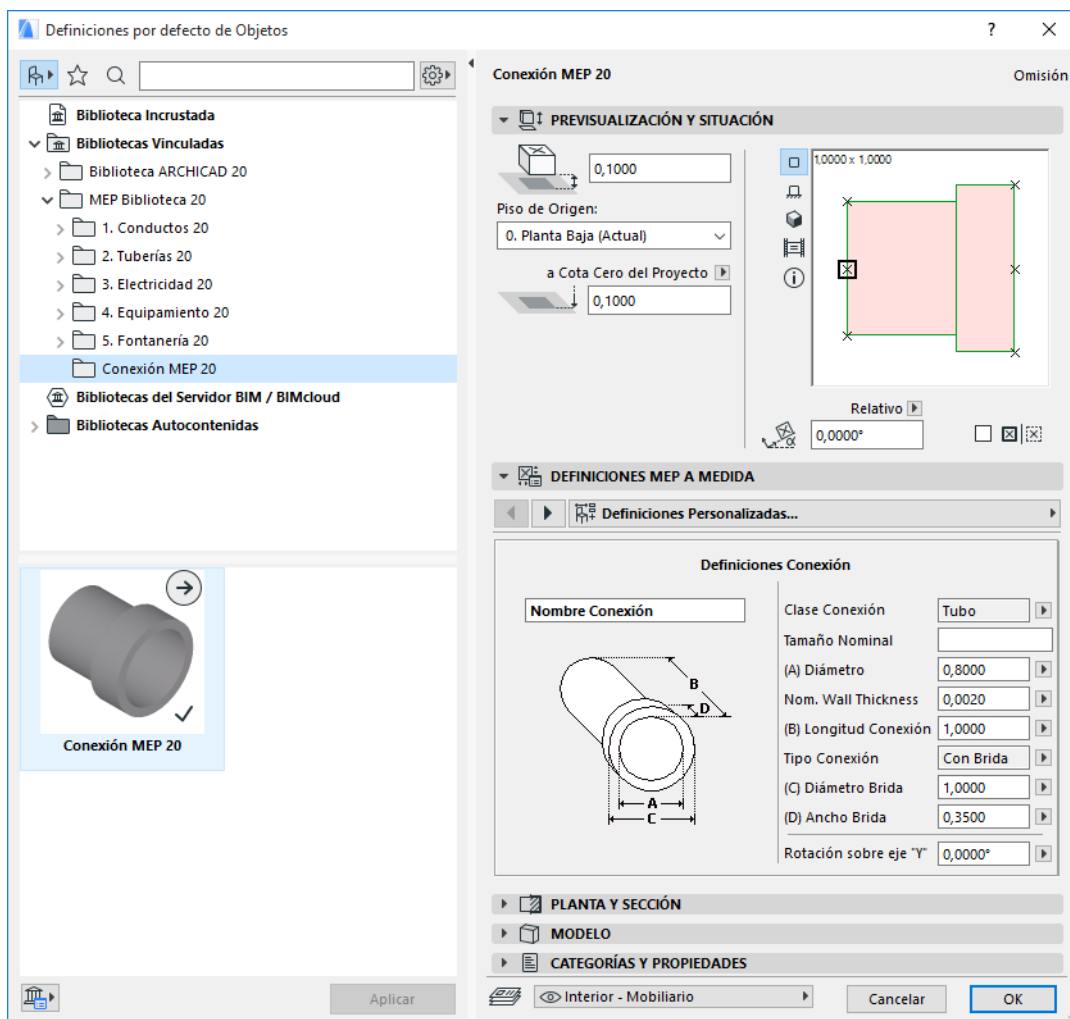 Definiciones por defecto de Objetos
?
Biblioteca Incrustada
Bibliotecas Vinculadas
Biblioteca ARCHICAD 20
MEP Biblioteca 20
1. Conductos 20
2. Tuberías 20
3. Electricidad 20
4. Equipamiento 20
5. Fontanería 20
Conexión MEP 20
Bibliotecas del Servidor BIM / BIMcloud
Bibliotecas Autocontenidas
Conexión MEP 20
Aplicar
Conexión MEP 20
Omisión
PREVISUALIZACIÓN Y SITUACIÓN
0,1000
Piso de Origen:
0. Planta Baja (Actual)
a Cota Cero del Proyecto
0,1000
1,0000 x 1,0000
Relativo
α
0,0000°
DEFINICIONES MEP A MEDIDA
Definiciones Personalizadas...
Definiciones Conexión
Nombre Conexión
B
D
A
C
Clase Conexión Tubo
Tamaño Nominal
(A) Diámetro 0,8000
Nom. Wall Thickness 0,0020
(B) Longitud Conexión 1,0000
Tipo Conexión Con Brida
(C) Diámetro Brida 1,0000
(D) Ancho Brida 0,3500
Rotación sobre eje "Y" 0,0000°
PLANTA Y SECCIÓN
MODELO
CATEGORÍAS Y PROPIEDADES
Interior - Mobiliario
Cancelar
OK